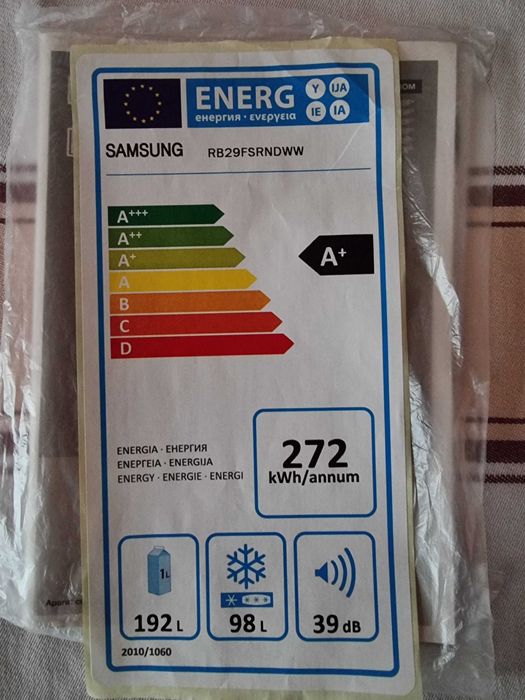 ENERG
енергия · ενεργεια
Y IJA
IE IA
SAMSUNG RB29FSRNDWW
A+++
A++
A+
A
B
C
D
A+
ENERGIA · ЕНЕРГИЯ
ΕΝΕΡΓΕΙΑ · ENERGIJA
ENERGY · ENERGIE · ENERGI
272
kWh/annum
1L
192 L
98 L
39 dB
2010/1060